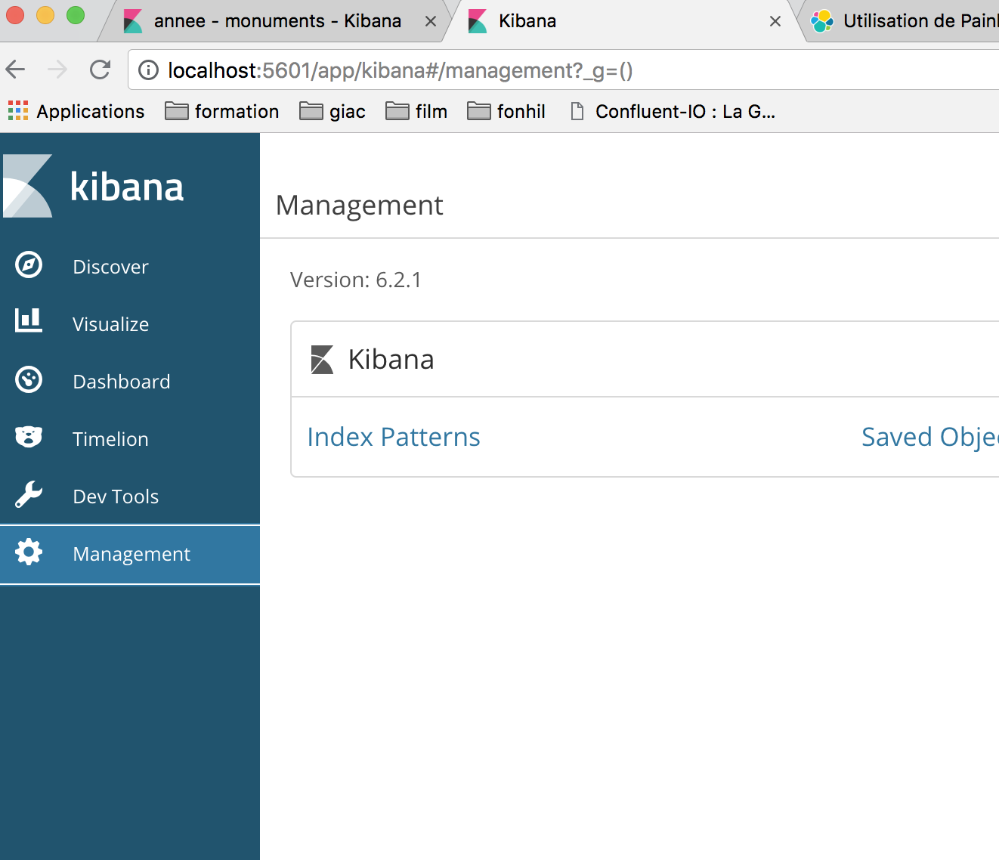 annee - monuments - Kibana
Kibana
Utilisation de Pain
localhost:5601/app/kibana#/management?_g=()
Applications
formation
giac
film
fonhil
Confluent-IO : La G...
kibana
Discover
Visualize
Dashboard
Timelion
Dev Tools
Management
Management
Version: 6.2.1
Kibana
Index Patterns
Saved Obje